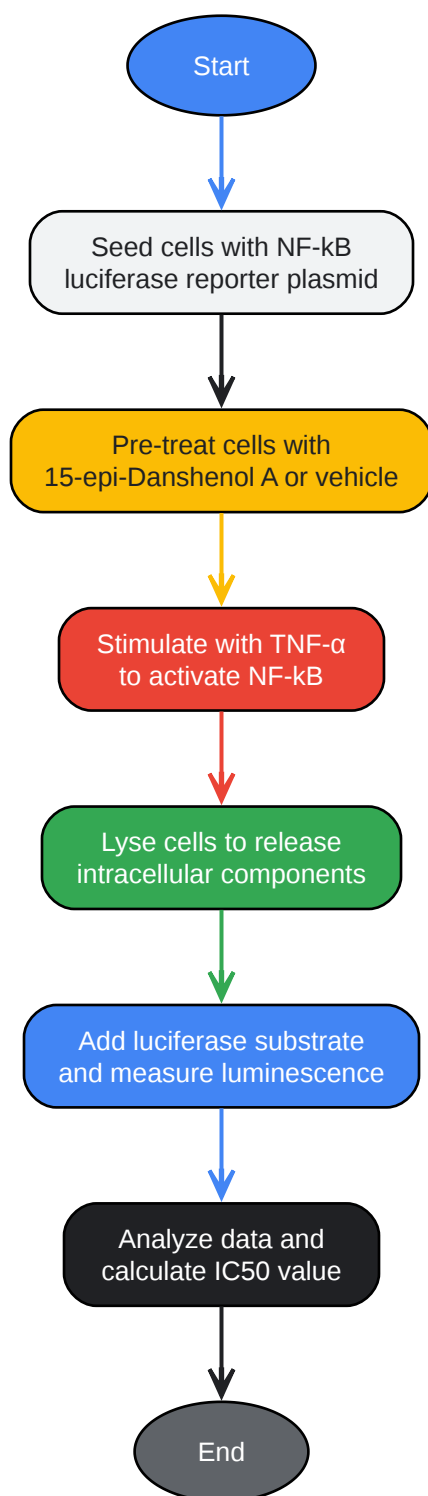 Start
Seed cells with NF-kB
luciferase reporter plasmid
Pre-treat cells with
15-epi-Danshenol A or vehicle
Stimulate with TNF-α
to activate NF-kB
Lyse cells to release
intracellular components
Add luciferase substrate
and measure luminescence
Analyze data and
calculate IC50 value
End